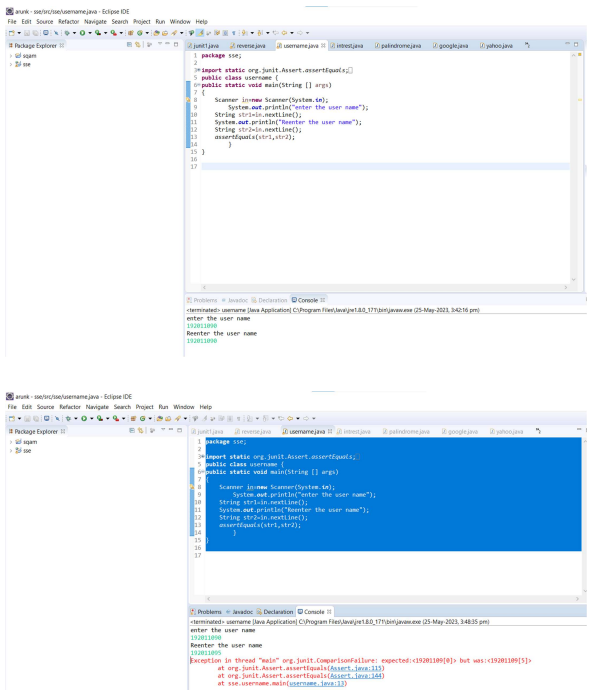 arunk - sse/src/sse/username.java - Eclipse IDE
File Edit Source Refactor Navigate Search Project Run Window Help
Package Explorer
junit1.java reverse.java username.java intrest.java palindrome.java google.java yahoo.java
sqam
sse
1 package sse;
2
3 import static org.junit.Assert.assertEquals;
5 public class username {
6 public static void main(String [] args)
7 {
8 Scanner in=new Scanner(System.in);
9 System.out.println("enter the user name");
10 String str1=in.nextLine();
11 System.out.println("Reenter the user name");
12 String str2=in.nextLine();
13 assertEquals(str1,str2);
14 }
15 }
16
17
Problems Javadoc Declaration Console
<terminated> username [Java Application] C:\Program Files\Java\jre1.8.0_171\bin\javaw.exe (25-May-2023, 3:42:16 pm)
enter the user name
192011090
Reenter the user name
192011090
arunk - sse/src/sse/username.java - Eclipse IDE
File Edit Source Refactor Navigate Search Project Run Window Help
Package Explorer
junit1.java reverse.java username.java intrest.java palindrome.java google.java yahoo.java
sqam
sse
1 package sse;
2
3 import static org.junit.Assert.assertEquals;
5 public class username {
6 public static void main(String [] args)
7 {
8 Scanner in=new Scanner(System.in);
9 System.out.println("enter the user name");
10 String str1=in.nextLine();
11 System.out.println("Reenter the user name");
12 String str2=in.nextLine();
13 assertEquals(str1,str2);
14 }
15 }
16
17
Problems Javadoc Declaration Console
<terminated> username [Java Application] C:\Program Files\Java\jre1.8.0_171\bin\javaw.exe (25-May-2023, 3:48:35 pm)
enter the user name
192011090
Reenter the user name
192011095
Exception in thread "main" org.junit.ComparisonFailure: expected:<19201109[0]> but was:<19201109[5]>
at org.junit.Assert.assertEquals(Assert.java:115)
at org.junit.Assert.assertEquals(Assert.java:144)
at sse.username.main(username.java:13)